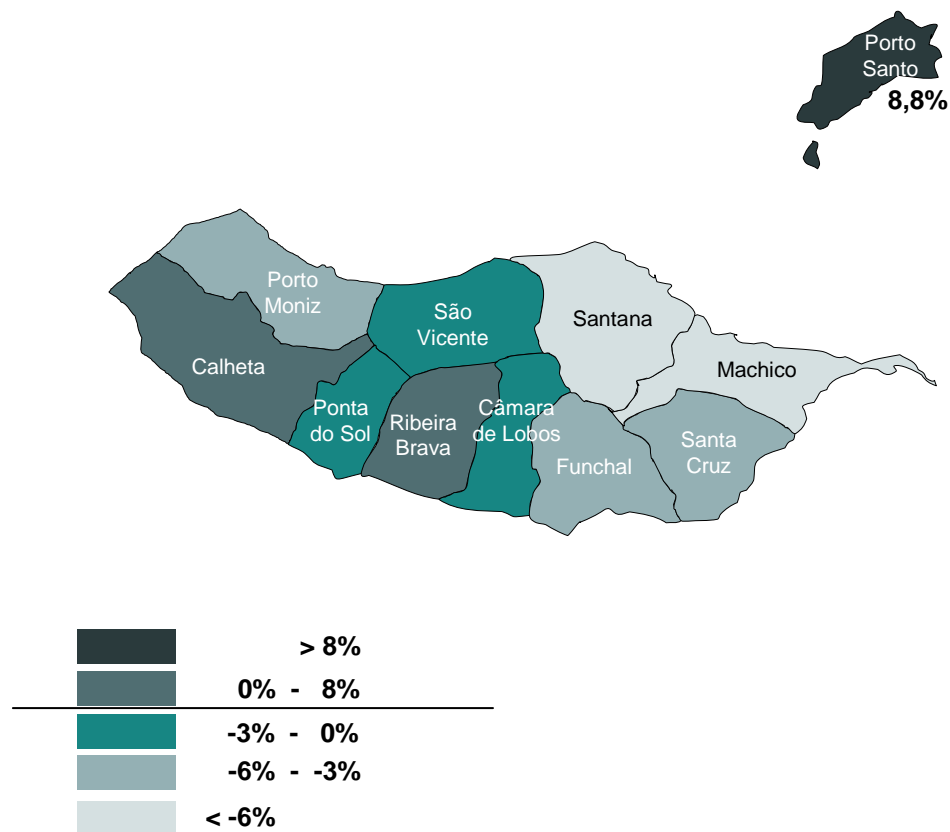 Porto
Santo
8,8%
Porto
Moniz
São
Vicente
Santana
Calheta
Machico
Ponta
do Sol
Ribeira
Brava
Câmara
de Lobos
Funchal
Santa
Cruz
> 8%
0% - 8%
-3% - 0%
-6% - -3%
< -6%